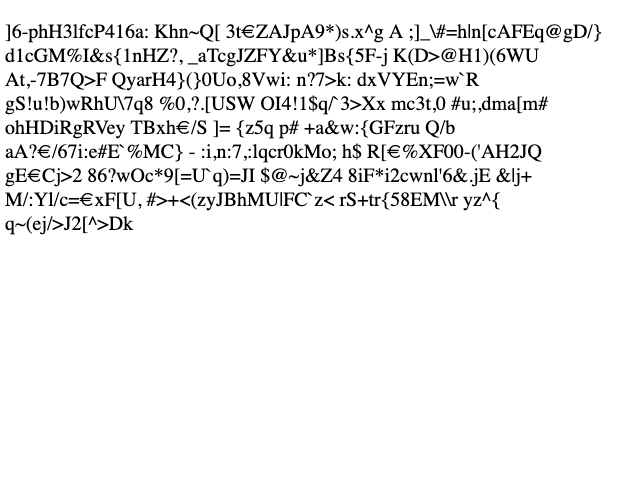 ]6-phH3lfcP416a: Khn~Q[ 3t€ZAJpA9*)s.x^g A ;]_\#=h|n[cAFEq@gD/}
d1cGM%I&s{1nHZ?, _aTcgJZFY&u*]Bs{5F-j K(D>@H1)(6WU
At,-7B7Q>F QyarH4}(}0Uo,8Vwi: n?7>k: dxVYEn;=w`R
gS!u!b)wRhU\7q8 %0,?.[USW OI4!1$q/`3>Xx mc3t,0 #u;,dma[m#
ohHDiRgRVey TBxh€/S ]= {z5q p# +a&w:{GFzru Q/b
aA?€/67i:e#E`%MC} - :i,n:7,:lqcr0kMo; h$ R[€%XF00-('AH2JQ
gE€Cj>2 86?wOc*9[=U`q)=JI $@~j&Z4 8iF*i2cwnl'6&.jE &|j+
M/:Yl/c=€xF[U, #>+<(zyJBhMU|FC`z< rS+tr{58EM\\r yz^{
q~(ej/>J2[^>Dk